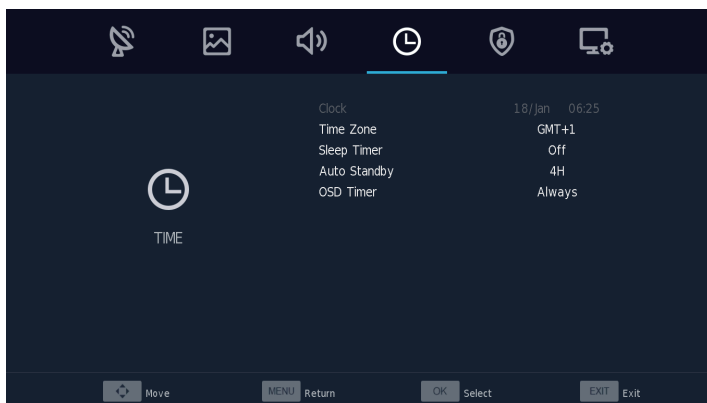 Clock 18/Jan 06:25
Time Zone GMT+1
Sleep Timer Off
Auto Standby 4H
OSD Timer Always
TIME
Move MENU Return OK Select EXIT Exit